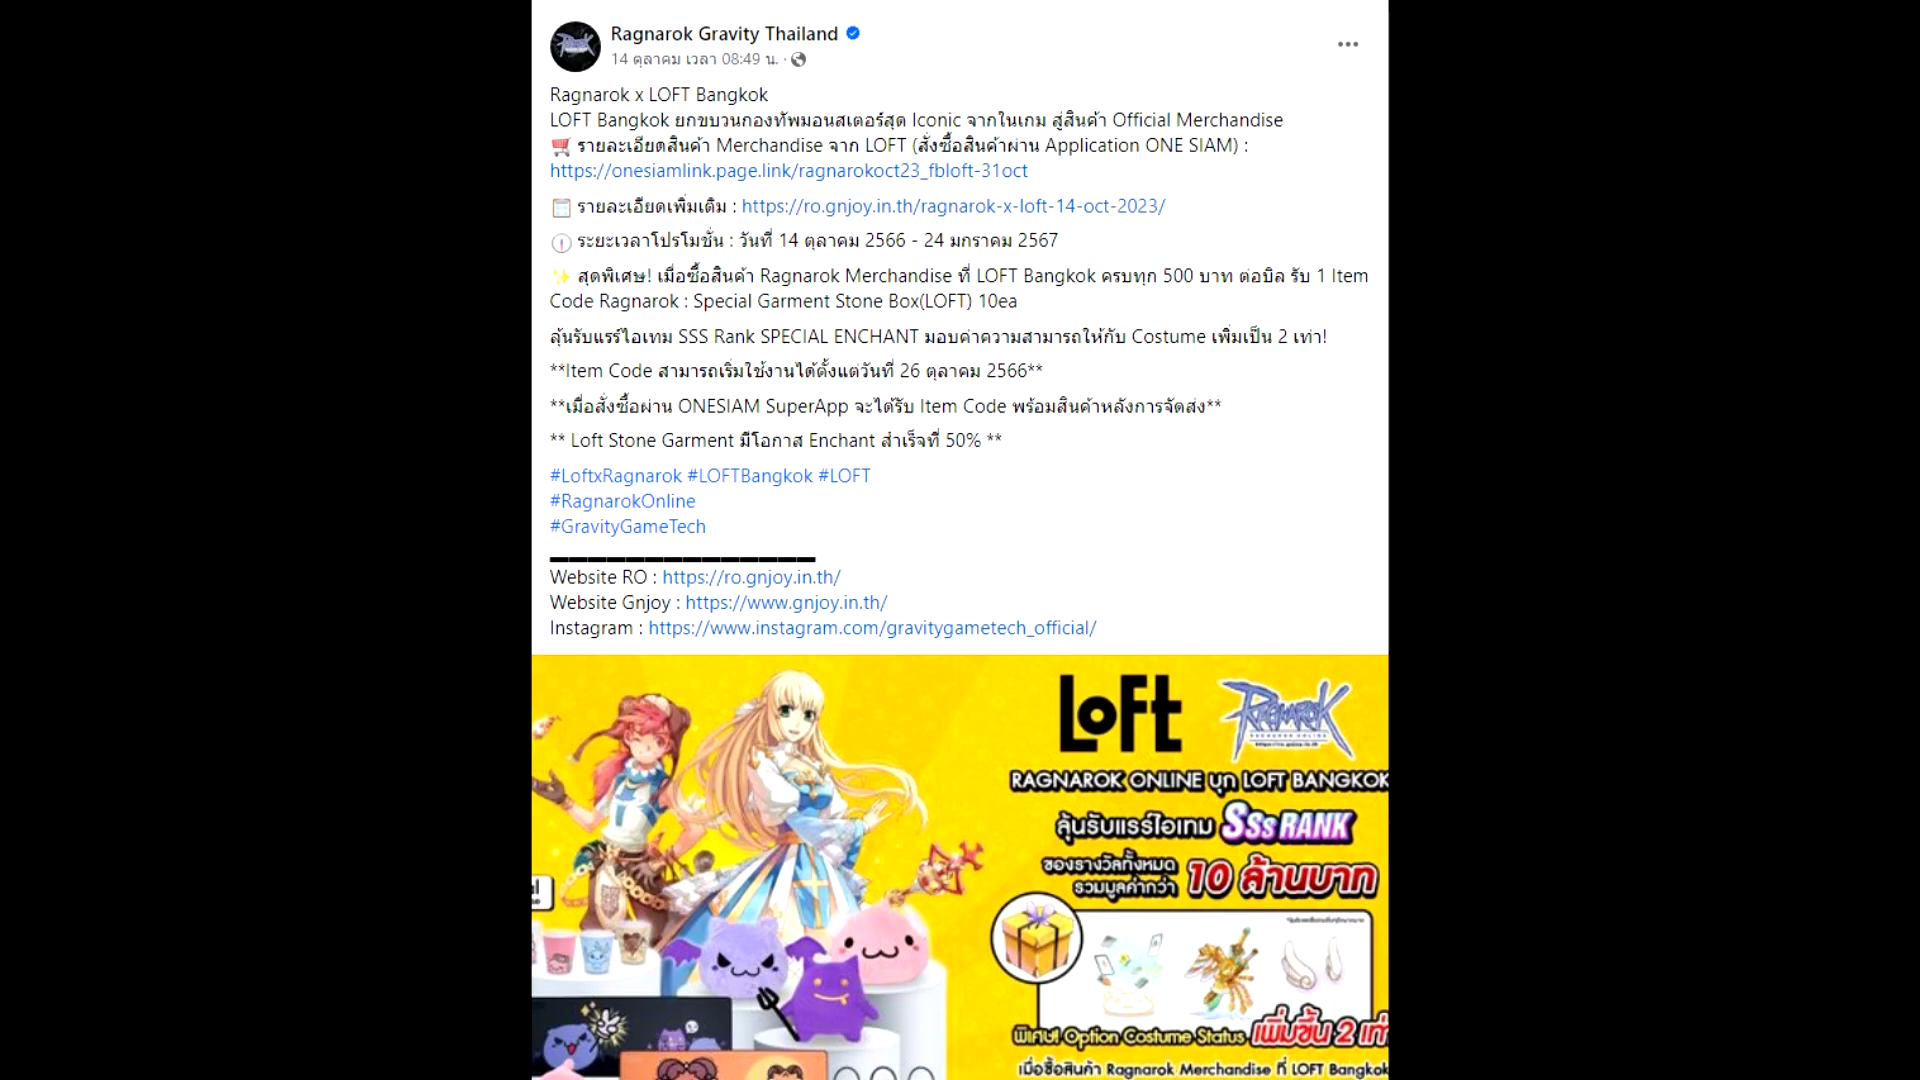 Ragnarok Gravity Thailand
14 ตุลาคม เวลา 08:49 น. ·
Ragnarok x LOFT Bangkok
LOFT Bangkok ยกขบวนกองทัพมอนสเตอร์สุด Iconic จากในเกม สู่สินค้า Official Merchandise
🛒 รายละเอียดสินค้า Merchandise จาก LOFT (สั่งซื้อสินค้าผ่าน Application ONE SIAM) :
https://onesiamlink.page.link/ragnarokoct23_fbloft-31oct
รายละเอียดเพิ่มเติม : https://ro.gnjoy.in.th/ragnarok-x-loft-14-oct-2023/
ระยะเวลาโปรโมชั่น : วันที่ 14 ตุลาคม 2566 - 24 มกราคม 2567
✨ สุดพิเศษ! เมื่อซื้อสินค้า Ragnarok Merchandise ที่ LOFT Bangkok ครบทุก 500 บาท ต่อบิล รับ 1 Item
Code Ragnarok : Special Garment Stone Box(LOFT) 10ea
ลุ้นรับแรร์ไอเทม SSS Rank SPECIAL ENCHANT มอบค่าความสามารถให้กับ Costume เพิ่มเป็น 2 เท่า!
**Item Code สามารถเริ่มใช้งานได้ตั้งแต่วันที่ 26 ตุลาคม 2566**
**เมื่อสั่งซื้อผ่าน ONESIAM SuperApp จะได้รับ Item Code พร้อมสินค้าหลังการจัดส่ง**
** Loft Stone Garment มีโอกาส Enchant สำเร็จที่ 50% **
#LoftxRagnarok #LOFTBangkok #LOFT
#RagnarokOnline
#GravityGameTech
Website RO : https://ro.gnjoy.in.th/
Website Gnjoy : https://www.gnjoy.in.th/
Instagram : https://www.instagram.com/gravitygametech_official/
LOFT RAGNAROK
RAGNAROK ONLINE บุก LOFT BANGKOK
ลุ้นรับแรร์ไอเทม SSS RANK
ของรางวัลทั้งหมด
รวมมูลค่ากว่า 10 ล้านบาท
พิเศษ! Option Costume Status เพิ่มขึ้น 2 เท่
เมื่อซื้อสินค้า Ragnarok Merchandise ที่ LOFT Bangkok